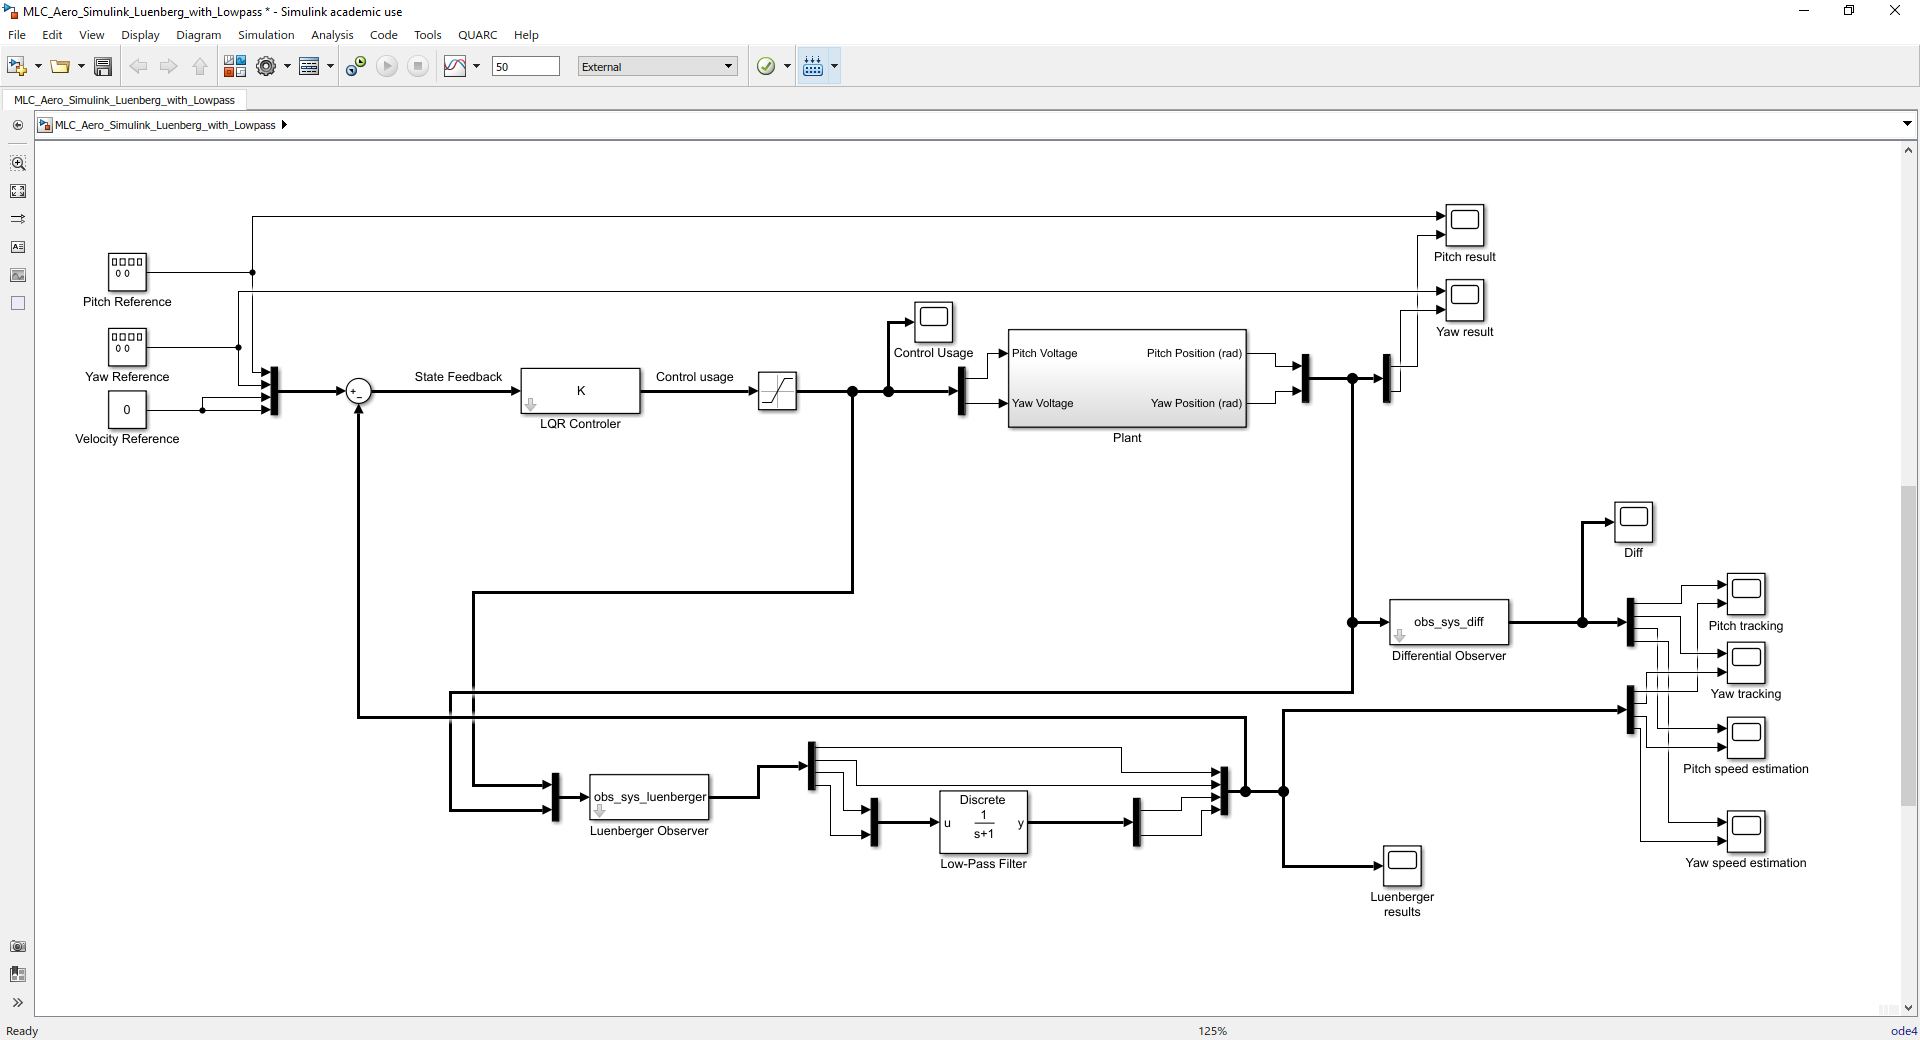 MLC_Aero_Simulink_Luenberg_with_Lowpass * - Simulink academic use
File Edit View Display Diagram Simulation Analysis Code Tools QUARC Help
50 External
MLC_Aero_Simulink_Luenberg_with_Lowpass
MLC_Aero_Simulink_Luenberg_with_Lowpass
Pitch Reference
Yaw Reference
0
Velocity Reference
+
−
State Feedback
K
LQR Controler
Control usage
Control Usage
Pitch Voltage
Yaw Voltage
Pitch Position (rad)
Yaw Position (rad)
Plant
Pitch result
Yaw result
Diff
obs_sys_diff
Differential Observer
Pitch tracking
Yaw tracking
Pitch speed estimation
Yaw speed estimation
obs_sys_luenberger
Luenberger Observer
Discrete
u
1
s+1
y
Low-Pass Filter
Luenberger
results
Ready 125% ode4